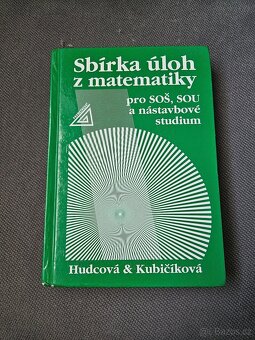 Sbírka úloh
z matematiky
pro SOŠ, SOU
a nástavbové
studium
Hudcová & Kubičíková